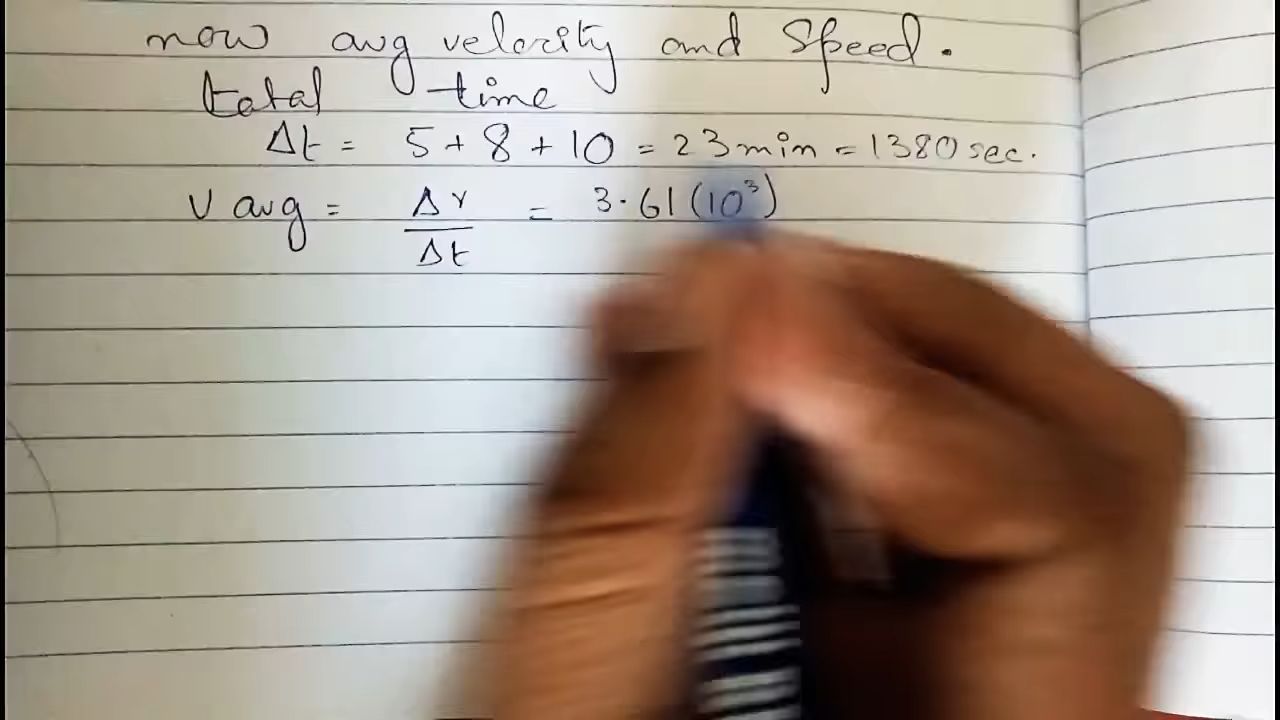 now avg velocity and Speed.
total time
Δt = 5 + 8 + 10 = 23 min = 1380 sec.
v avg = Δr / Δt = 3.61 (10³)